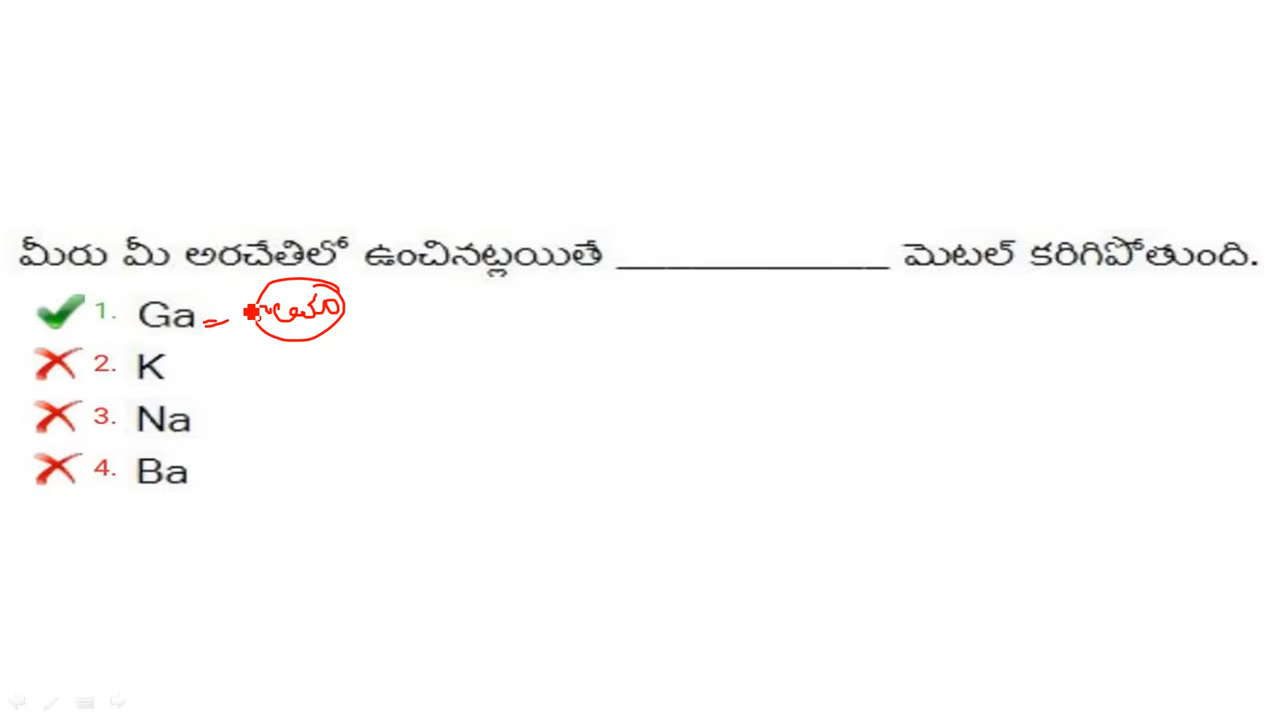 మీరు మీ అరచేతిలో ఉంచినట్లయితే ______________ మెటల్ కరిగిపోతుంది.
1. Ga =
2. K
3. Na
4. Ba